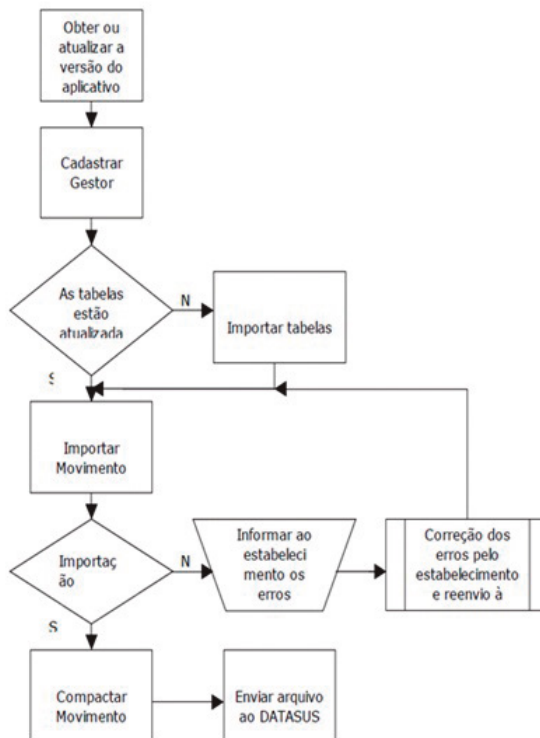 Obter ou
atualizar a
versão do
aplicativo
Cadastrar
Gestor
As tabelas
estão
atualizada
N
Importar tabelas
S
Importar
Movimento
Importaç
ão
N
Informar ao
estabeleci
mento os
erros
Correção dos
erros pelo
estabelecimento
e reenvio à
S
Compactar
Movimento
Enviar arquivo
ao DATASUS